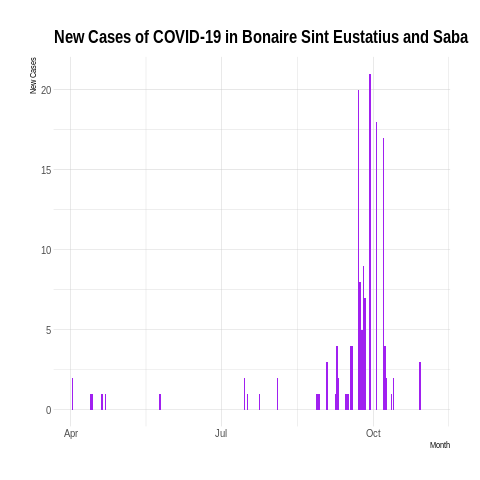 New Cases of COVID-19 in Bonaire Sint Eustatius and Saba
New Cases
20
15
10
5
0
Apr
Jul
Oct
Month